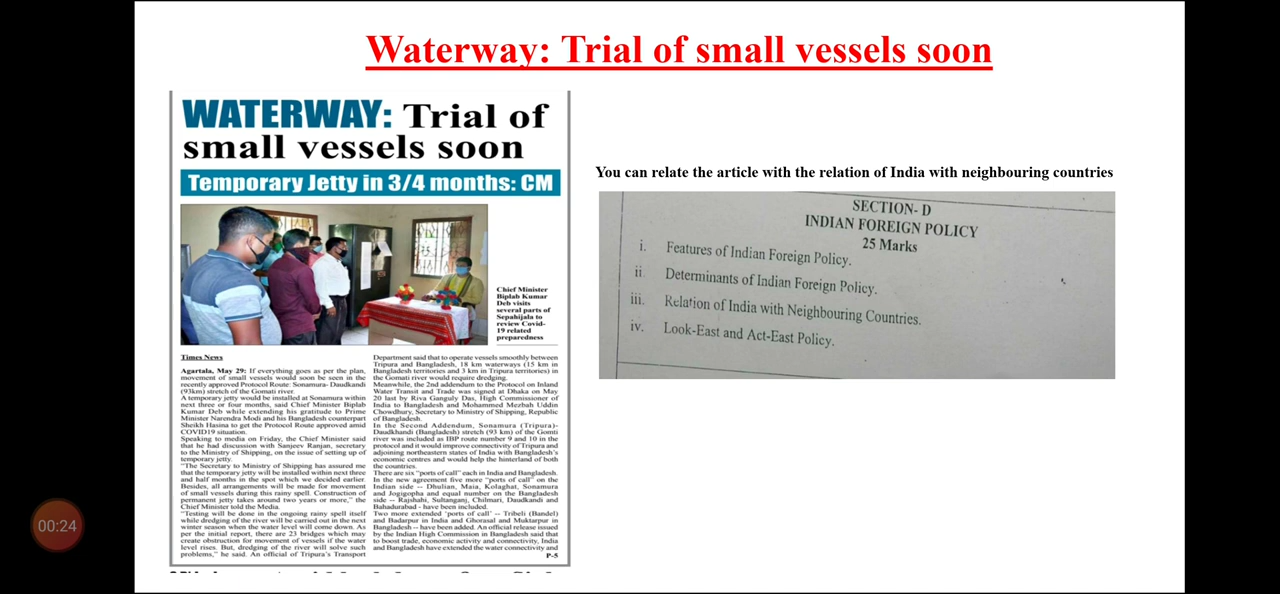 Waterway: Trial of small vessels soon
WATERWAY: Trial of
small vessels soon
Temporary Jetty in 3/4 months: CM
Chief Minister
Biplab Kumar
Deb visits
several parts of
Sepahijala to
review Covid-
19 related
preparedness
Times News
Agartala, May 29: If everything goes as per the plan,
movement of small vessels would soon be seen in the
recently approved Protocol Route: Sonamura- Daudkandi
(93km) stretch of the Gomati river.
A temporary jetty would be installed at Sonamura within
next three or four months, said Chief Minister Biplab
Kumar Deb while extending his gratitude to Prime
Minister Narendra Modi and his Bangladesh counterpart
Sheikh Hasina to get the Protocol Route approved amid
COVID19 situation.
Speaking to media on Friday, the Chief Minister said
that he had discussion with Sanjeev Ranjan, secretary
to the Ministry of Shipping, on the issue of setting up of
temporary jetty.
"The Secretary to Ministry of Shipping has assured me
that the temporary jetty will be installed within next three
and half months in the spot which we decided earlier.
Besides, all arrangements will be made for movement
of small vessels during this rainy spell. Construction of
permanent jetty takes around two years or more," the
Chief Minister told the Media.
"Testing will be done in the ongoing rainy spell itself
while dredging of the river will be carried out in the next
winter season when the water level will come down. As
per the initial report, there are 23 bridges which may
create obstruction for movement of vessels if the water
level rises. But, dredging of the river will solve such
problems," he said. An official of Tripura's Transport
Department said that to operate vessels smoothly between
Tripura and Bangladesh, 18 km waterways (15 km in
Bangladesh territories and 3 km in Tripura territories) in
the Gomati river would require dredging.
Meanwhile, the 2nd addendum to the Protocol on Inland
Water Transit and Trade was signed at Dhaka on May
20 last by Riva Ganguly Das, High Commissioner of
India to Bangladesh and Mohammed Mezbah Uddin
Chowdhury, Secretary to Ministry of Shipping, Republic
of Bangladesh.
In the Second Addendum, Sonamura (Tripura)-
Daudkhandi (Bangladesh) stretch (93 km) of the Gomti
river was included as IBP route number 9 and 10 in the
protocol and it would improve connectivity of Tripura and
adjoining northeastern states of India with Bangladesh's
economic centres and would help the hinterland of both
the countries.
There are six "ports of call" each in India and Bangladesh.
In the new agreement five more "ports of call" on the
Indian side -- Dhulian, Maia, Kolaghat, Sonamura
and Jogigopha and equal number on the Bangladesh
side -- Rajshahi, Sultanganj, Chilmari, Daudkandi and
Bahadurabad - have been included.
Two more extended 'ports of call' -- Tribeli (Bandel)
and Badarpur in India and Ghorasal and Muktarpur in
Bangladesh -- have been added. An official release issued
by the Indian High Commission in Bangladesh said that
to boost trade, economic activity and connectivity, India
and Bangladesh have extended the water connectivity and
P-5
You can relate the article with the relation of India with neighbouring countries
SECTION- D
INDIAN FOREIGN POLICY
25 Marks
i. Features of Indian Foreign Policy.
ii. Determinants of Indian Foreign Policy.
iii. Relation of India with Neighbouring Countries.
iv. Look-East and Act-East Policy.
00:24